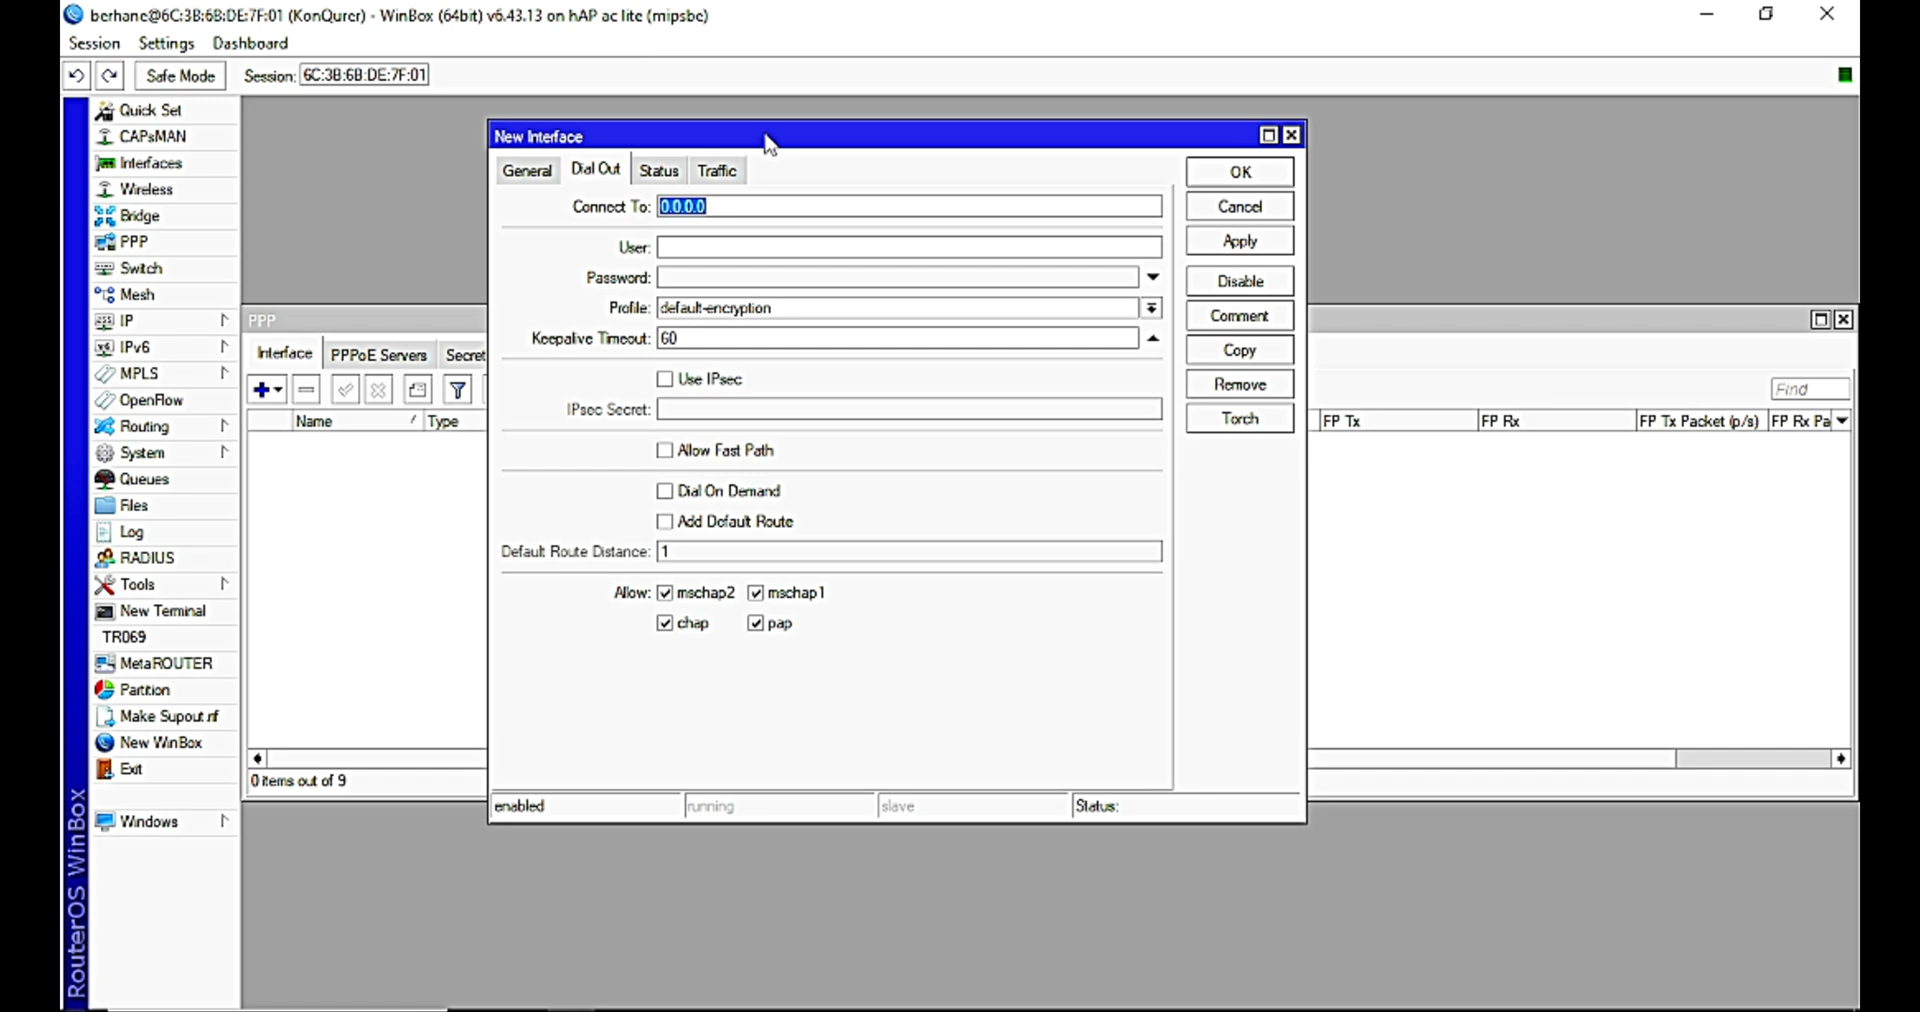 berhane@6C:3B:6B:DE:7F:01 (KonQurer) - WinBox (64bit) v6.43.13 on hAP ac lite (mipsbe)
Session Settings Dashboard
Safe Mode Session: 6C:3B:6B:DE:7F:01
Quick Set
CAPsMAN
Interfaces
Wireless
Bridge
PPP
Switch
Mesh
IP
IPv6
MPLS
OpenFlow
Routing
System
Queues
Files
Log
RADIUS
Tools
New Terminal
TR069
MetaROUTER
Partition
Make Supout.rif
New WinBox
Exit
Windows
RouterOS WinBox
New Interface
General Dial Out Status Traffic
Connect To: 0.0.0.0
User:
Password:
Profile: default-encryption
Keepalive Timeout: 60
Use IPsec
IPsec Secret:
Allow Fast Path
Dial On Demand
Add Default Route
Default Route Distance: 1
Allow: mschap2 mschap1
chap pap
enabled running slave Status:
OK
Cancel
Apply
Disable
Comment
Copy
Remove
Torch
PPP
Interface PPPoE Servers Secret
Find
Name / Type FP Tx FP Rx FP Tx Packet (p/s) FP Rx Pa
0 items out of 9